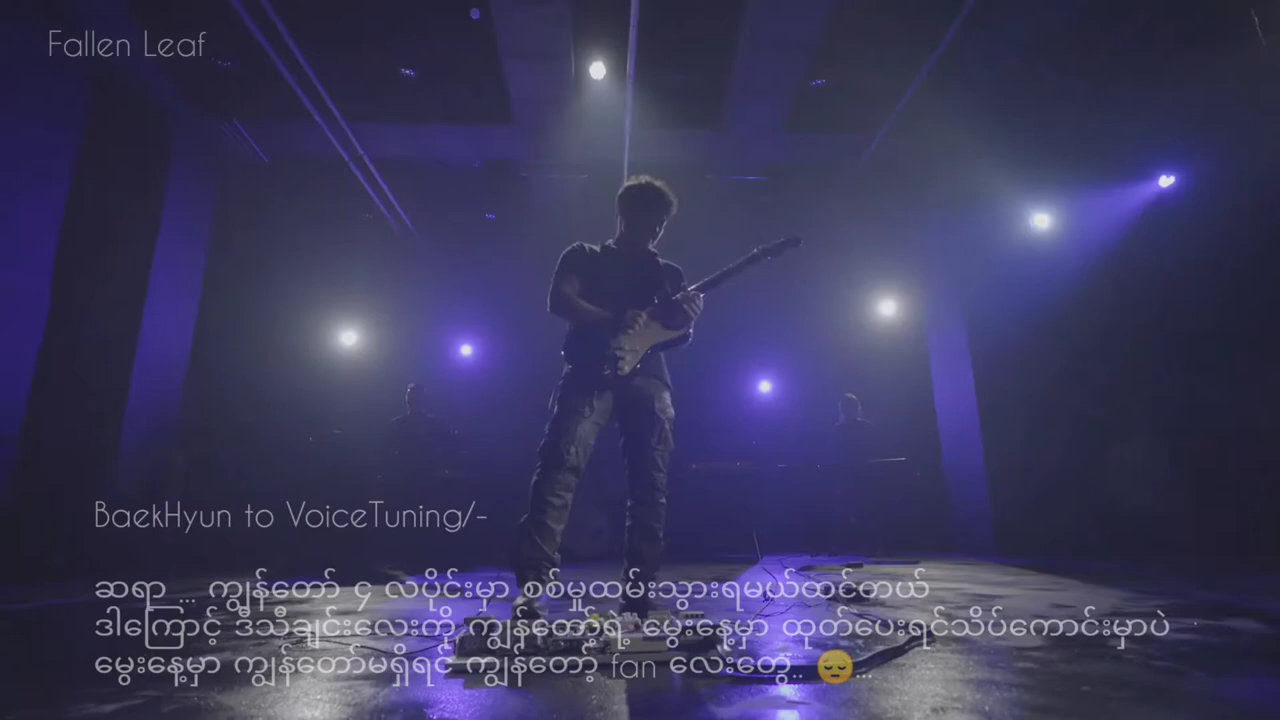 Fallen Leaf
BaekHyun to VoiceTuning/-
ဆရာ ... ကျွန်တော် ၄ လပိုင်းမှာ စစ်မှုထမ်းသွားရမယ်ထင်တယ်
ဒါကြောင့် ဒီသီချင်းလေးကို ကျွန်တော့်ရဲ့ မွေးနေ့မှာ ထုတ်ပေးရင်သိပ်ကောင်းမှာပဲ
မွေးနေ့မှာ ကျွန်တော်မရှိရင် ကျွန်တော့် fan လေးတွေ.. 😔...